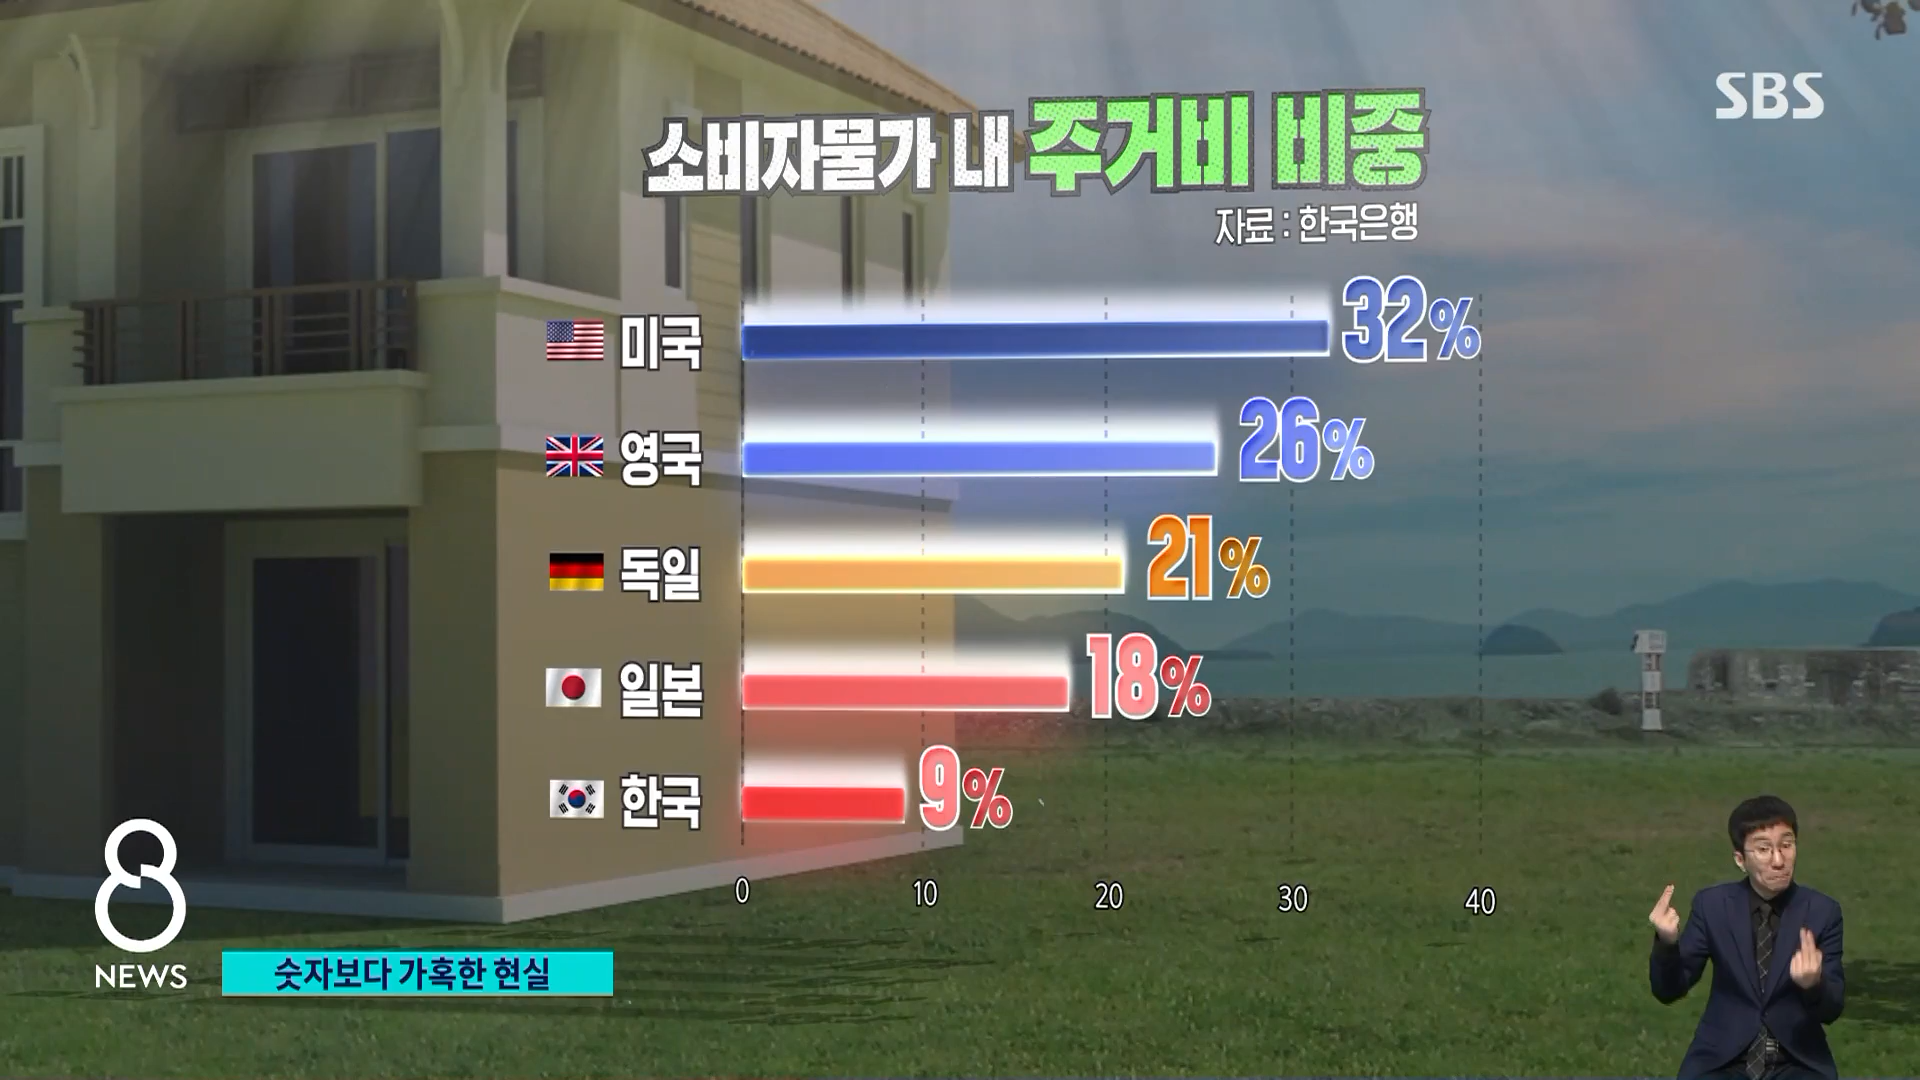 SBS
소비자물가 내 주거비 비중
자료 : 한국은행
미국 32%
영국 26%
독일 21%
일본 18%
한국 9%
0 10 20 30 40
8
NEWS
숫자보다 가혹한 현실